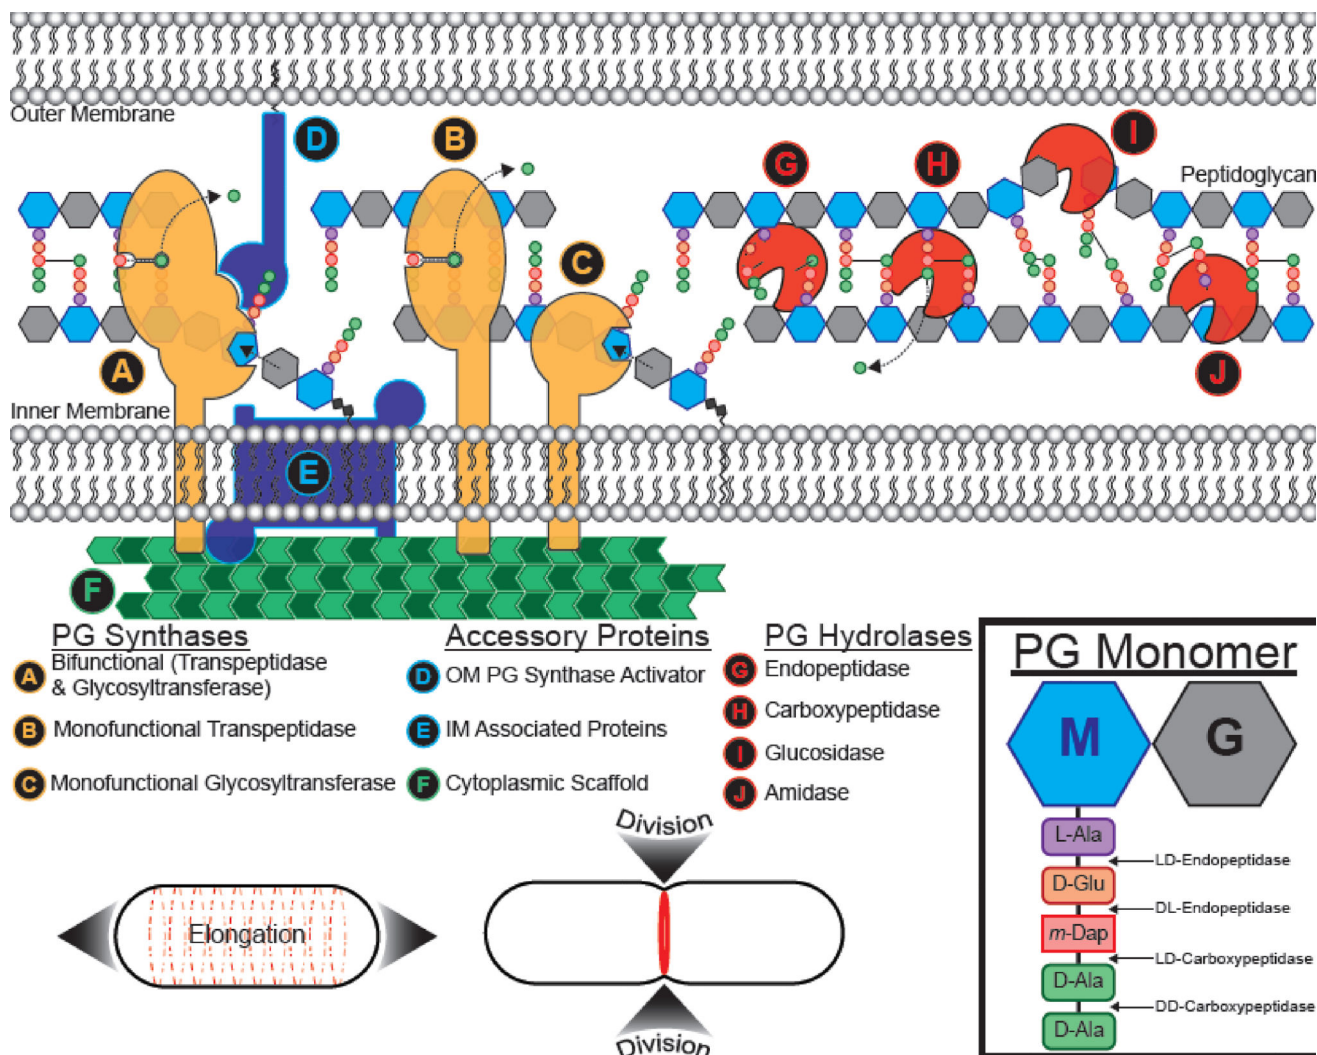 Outer Membrane
D
B
I
G
H
Peptidoglycan
C
A
J
Inner Membrane
E
F
PG Synthases
A Bifunctional (Transpeptidase
& Glycosyltransferase)
B Monofunctional Transpeptidase
C Monofunctional Glycosyltransferase
Accessory Proteins
D OM PG Synthase Activator
E IM Associated Proteins
F Cytoplasmic Scaffold
PG Hydrolases
G Endopeptidase
H Carboxypeptidase
I Glucosidase
J Amidase
PG Monomer
M
G
L-Ala
LD-Endopeptidase
D-Glu
DL-Endopeptidase
m-Dap
LD-Carboxypeptidase
D-Ala
DD-Carboxypeptidase
D-Ala
Elongation
Division
Division